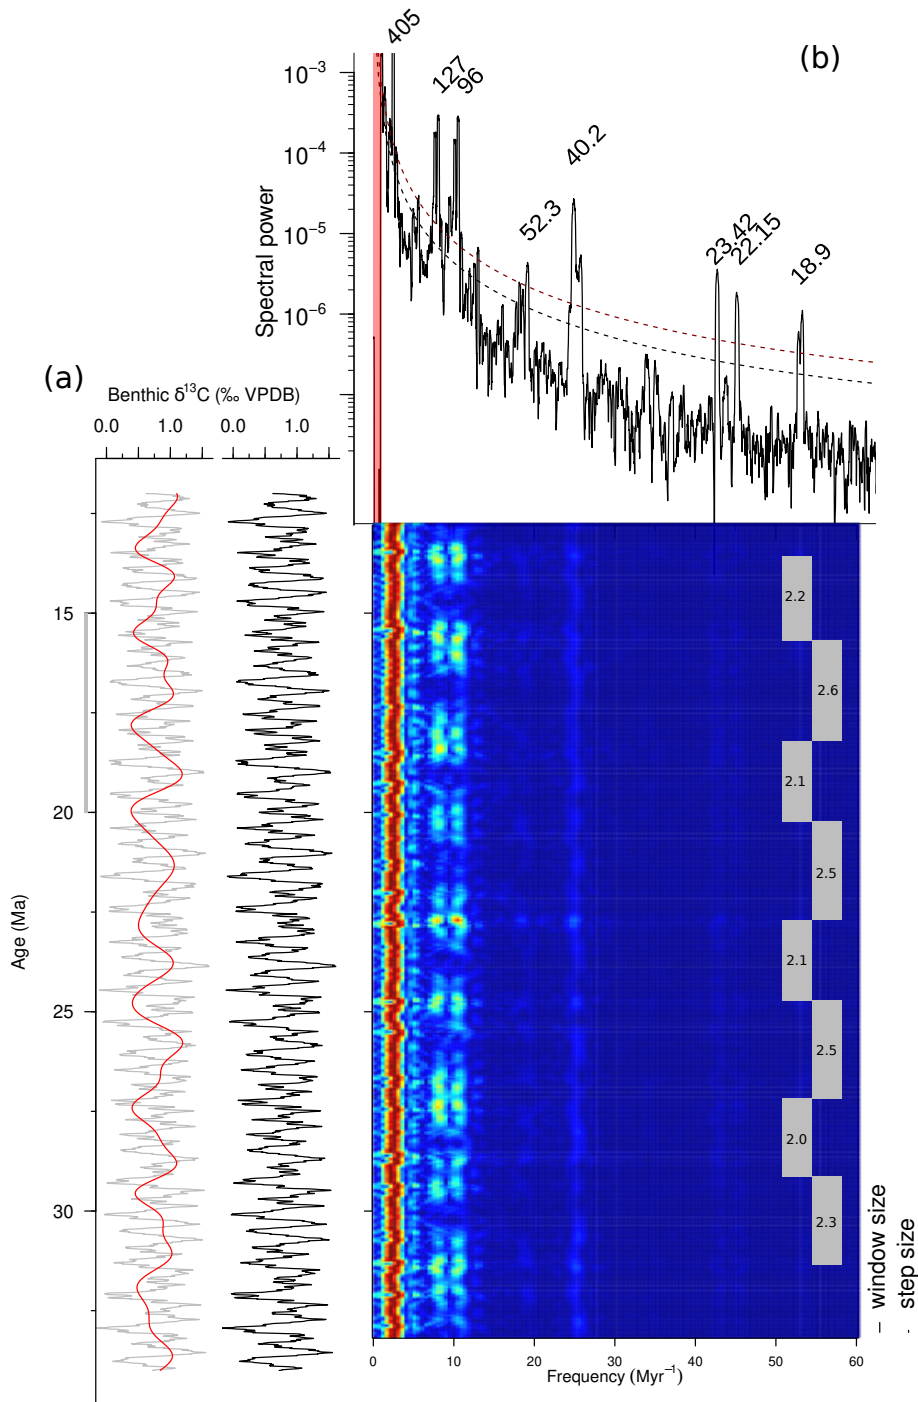 405
(b)
127
96
40.2
52.3
23.42
22.15
18.9
10−3
10−4
10−5
10−6
Spectral power
(a)
Benthic δ13C (‰ VPDB)
0.0 1.0 0.0 1.0
15
20
25
30
Age (Ma)
2.2
2.6
2.1
2.5
2.1
2.5
2.0
2.3
– window size
- step size
0 10 20 30 40 50 60
Frequency (Myr−1)